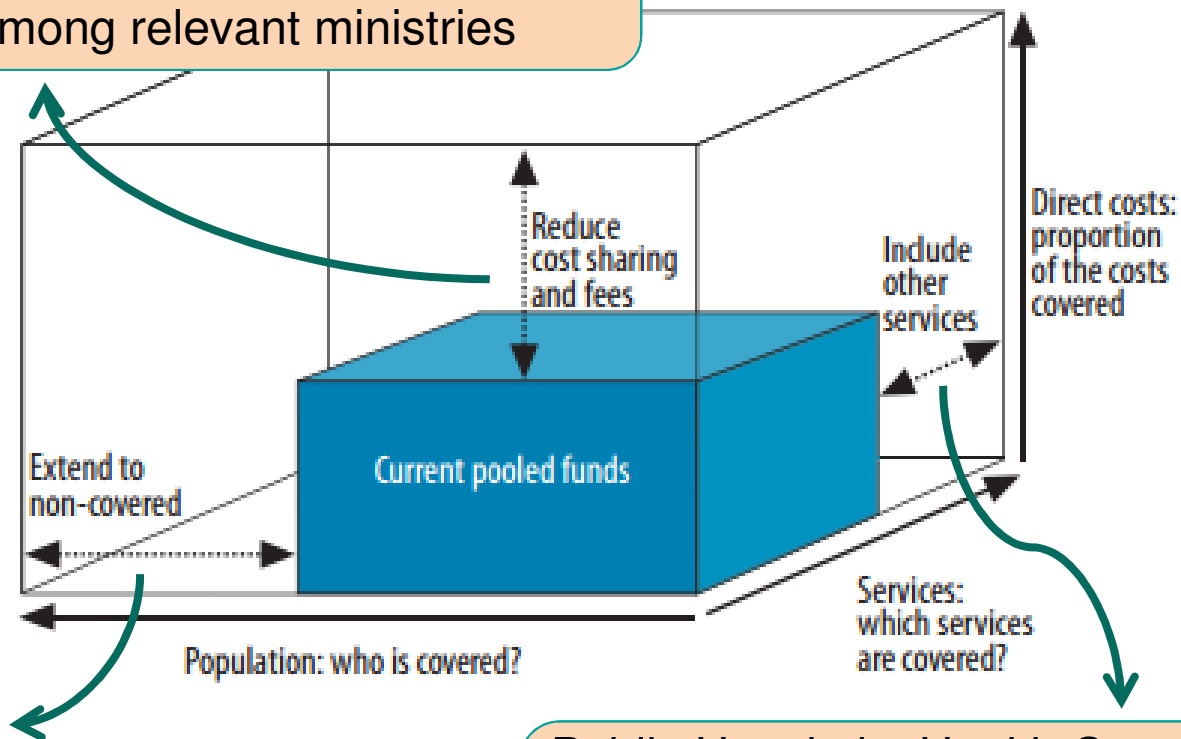 among relevant ministries
Reduce
cost sharing
and fees
Include
other
services
Direct costs:
proportion
of the costs
covered
Extend to
non-covered
Current pooled funds
Services:
which services
are covered?
Population: who is covered?